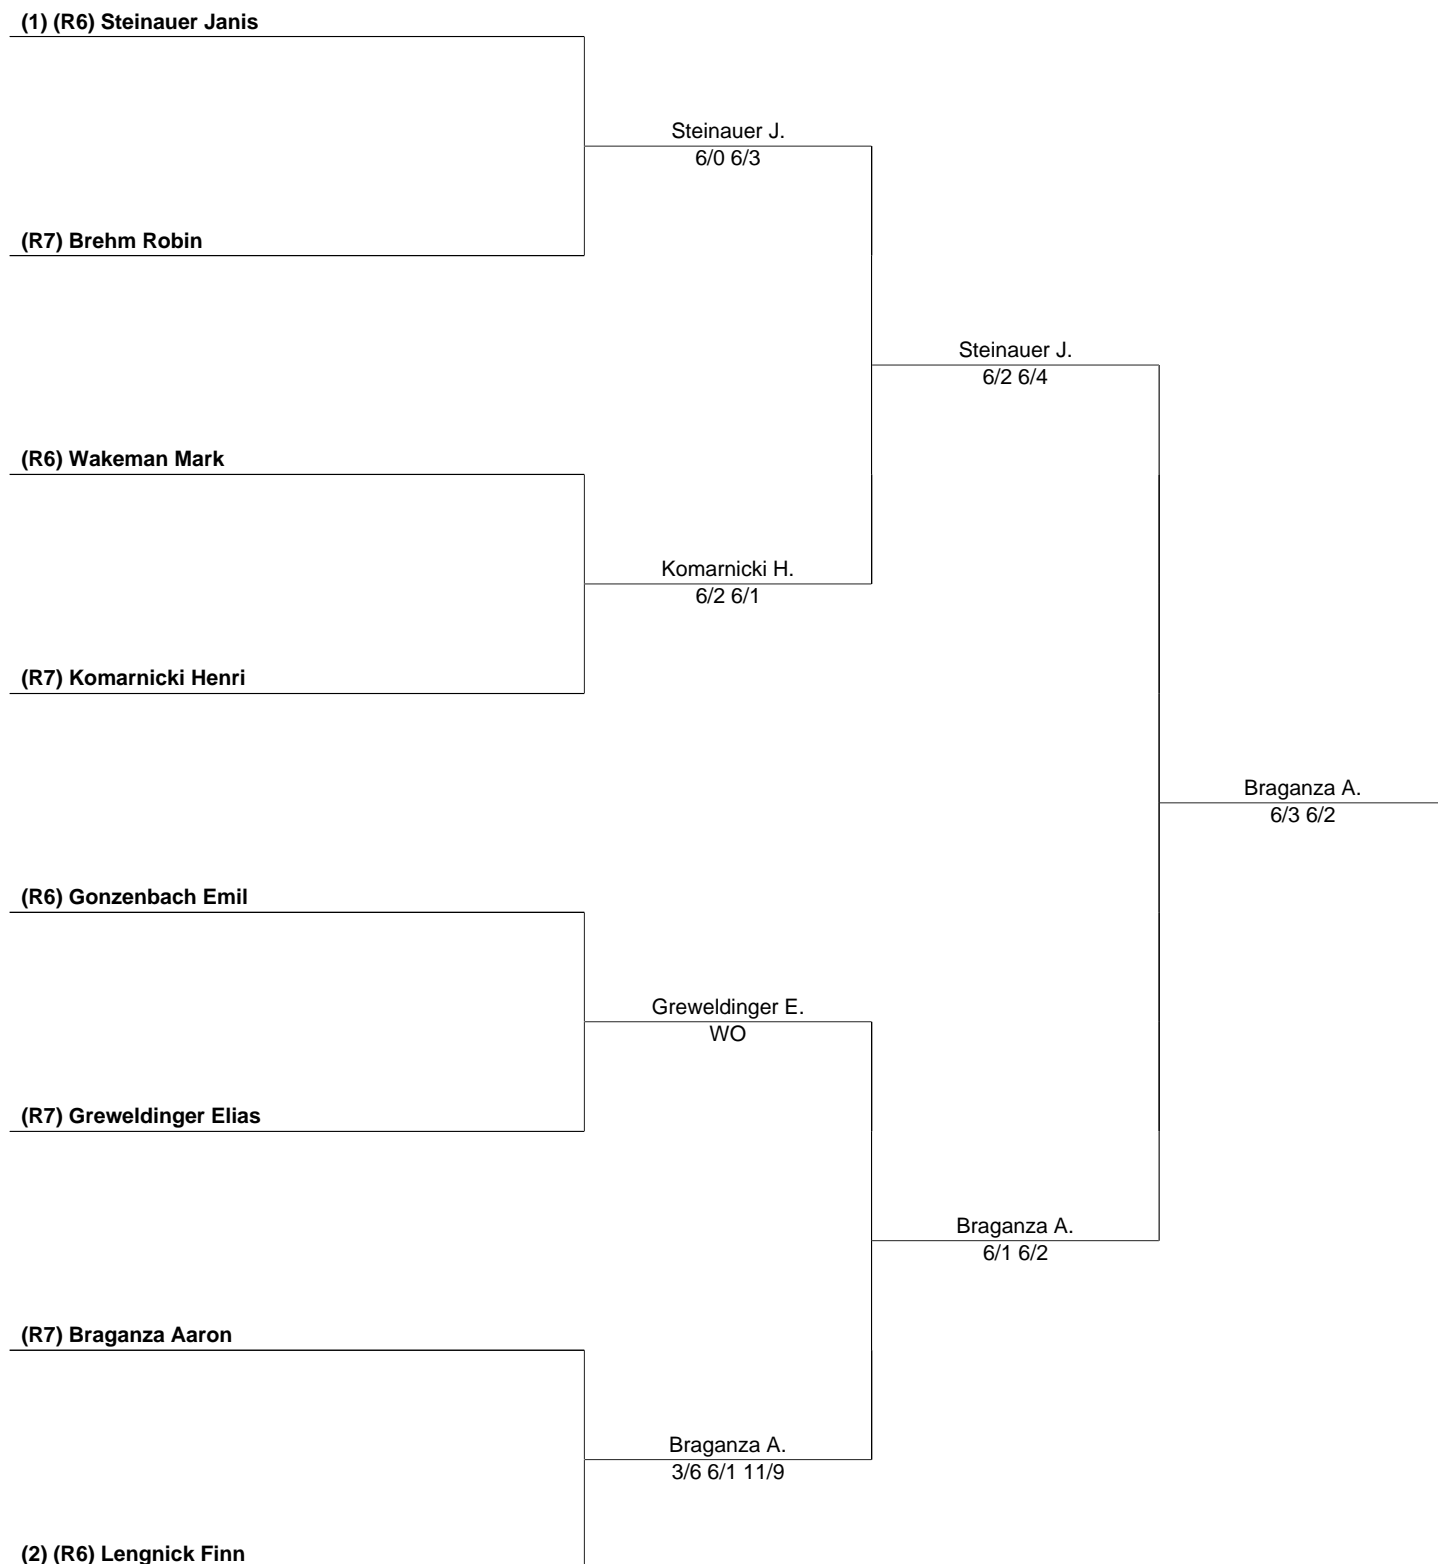 (1) (R6) Steinauer Janis
Steinauer J.
6/0 6/3
(R7) Brehm Robin
Steinauer J.
6/2 6/4
(R6) Wakeman Mark
Komarnicki H.
6/2 6/1
(R7) Komarnicki Henri
Braganza A.
6/3 6/2
(R6) Gonzenbach Emil
Greweldinger E.
WO
(R7) Greweldinger Elias
Braganza A.
6/1 6/2
(R7) Braganza Aaron
Braganza A.
3/6 6/1 11/9
(2) (R6) Lengnick Finn